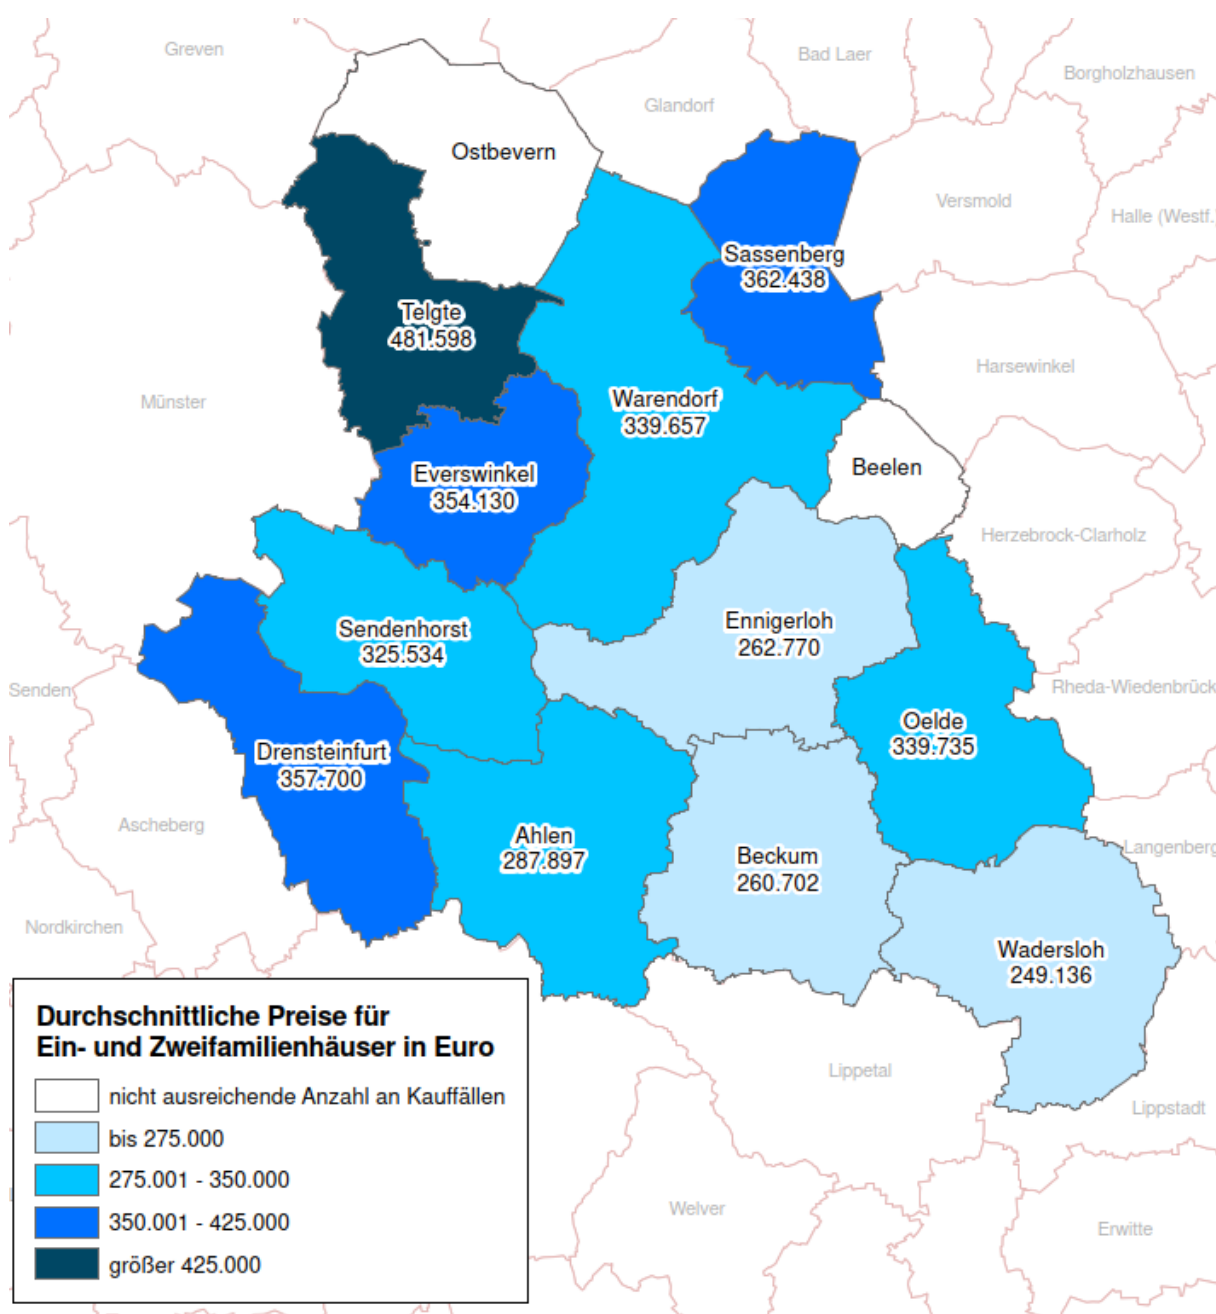 Greven
Bad Laer
Borgholzhausen
Glandorf
Ostbevern
Versmold
Halle (Westf.)
Sassenberg
362.438
Telgte
481.598
Harsewinkel
Münster
Warendorf
339.657
Everswinkel
354.130
Beelen
Herzebrock-Clarholz
Sendenhorst
325.534
Ennigerloh
262.770
Senden
Rheda-Wiedenbrück
Oelde
339.735
Drensteinfurt
357.700
Ascheberg
Ahlen
287.897
Beckum
260.702
Langenberg
Nordkirchen
Wadersloh
249.136
Durchschnittliche Preise für
Ein- und Zweifamilienhäuser in Euro
nicht ausreichende Anzahl an Kauffällen
bis 275.000
275.001 - 350.000
350.001 - 425.000
größer 425.000
Lippetal
Lippstadt
Welver
Erwitte